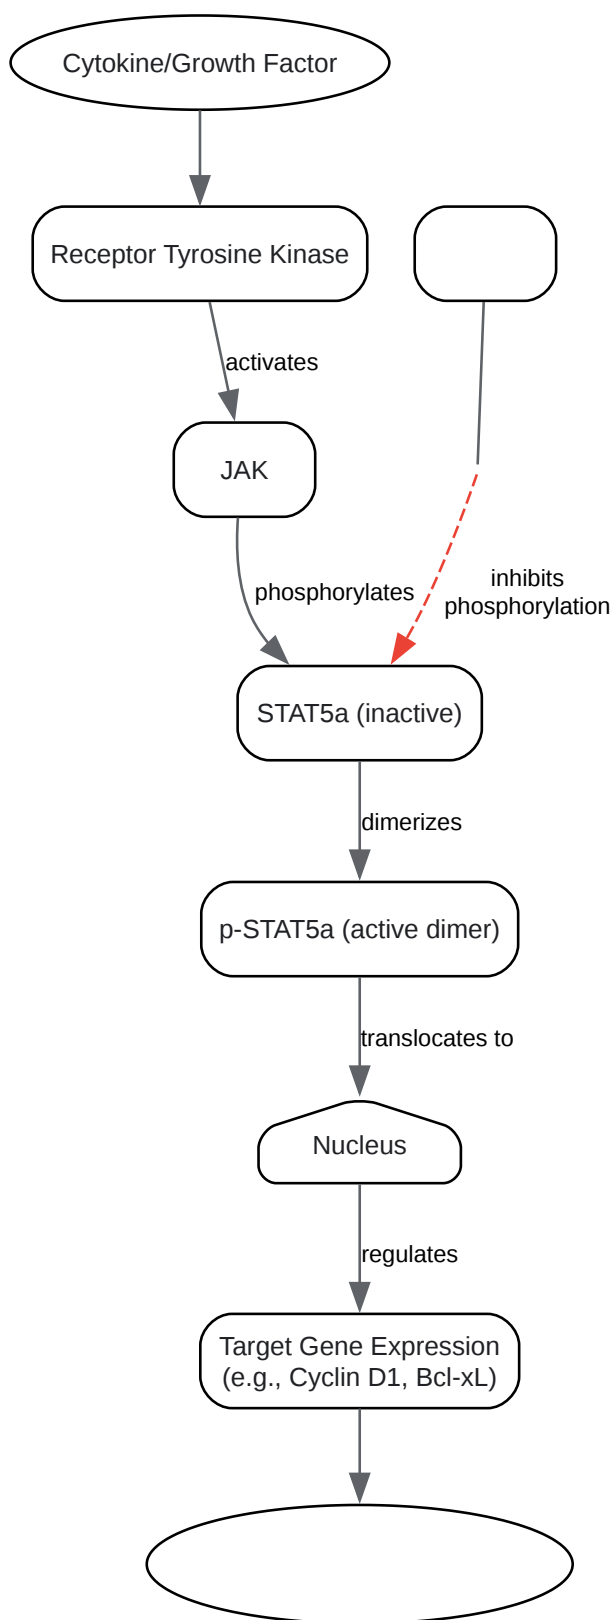 Cytokine/Growth Factor
Receptor Tyrosine Kinase
activates
JAK
phosphorylates
inhibits
phosphorylation
STAT5a (inactive)
dimerizes
p-STAT5a (active dimer)
translocates to
Nucleus
regulates
Target Gene Expression
(e.g., Cyclin D1, Bcl-xL)